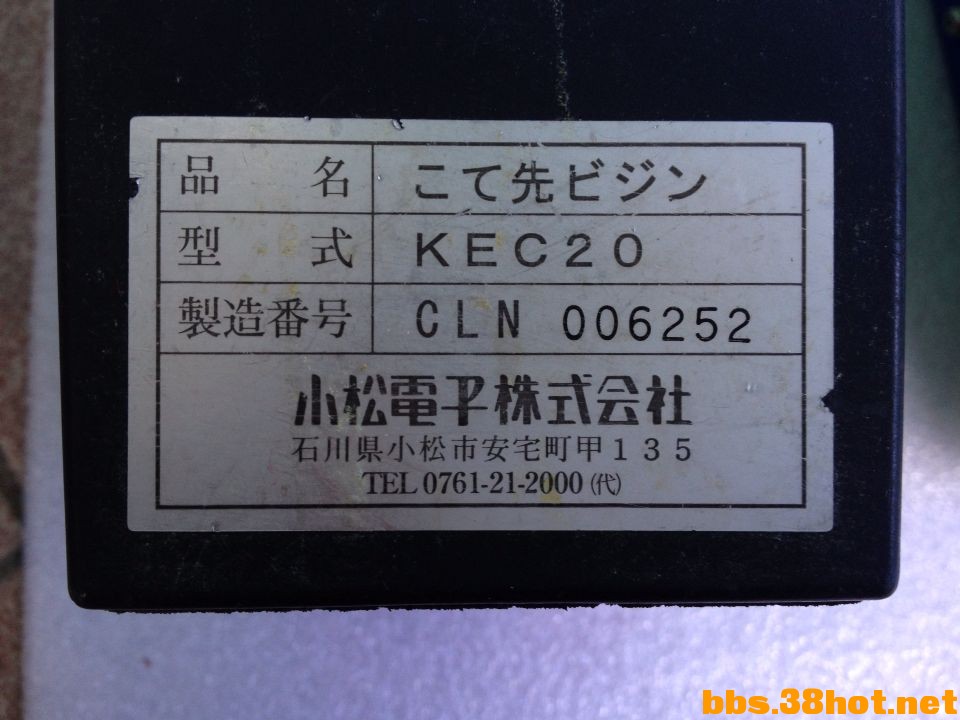 品名 こて先ビジン
型式 KEC20
製造番号 CLN 006252
小松電子株式会社
石川県小松市安宅町甲135
TEL 0761-21-2000 (代)
bbs.38hot.net